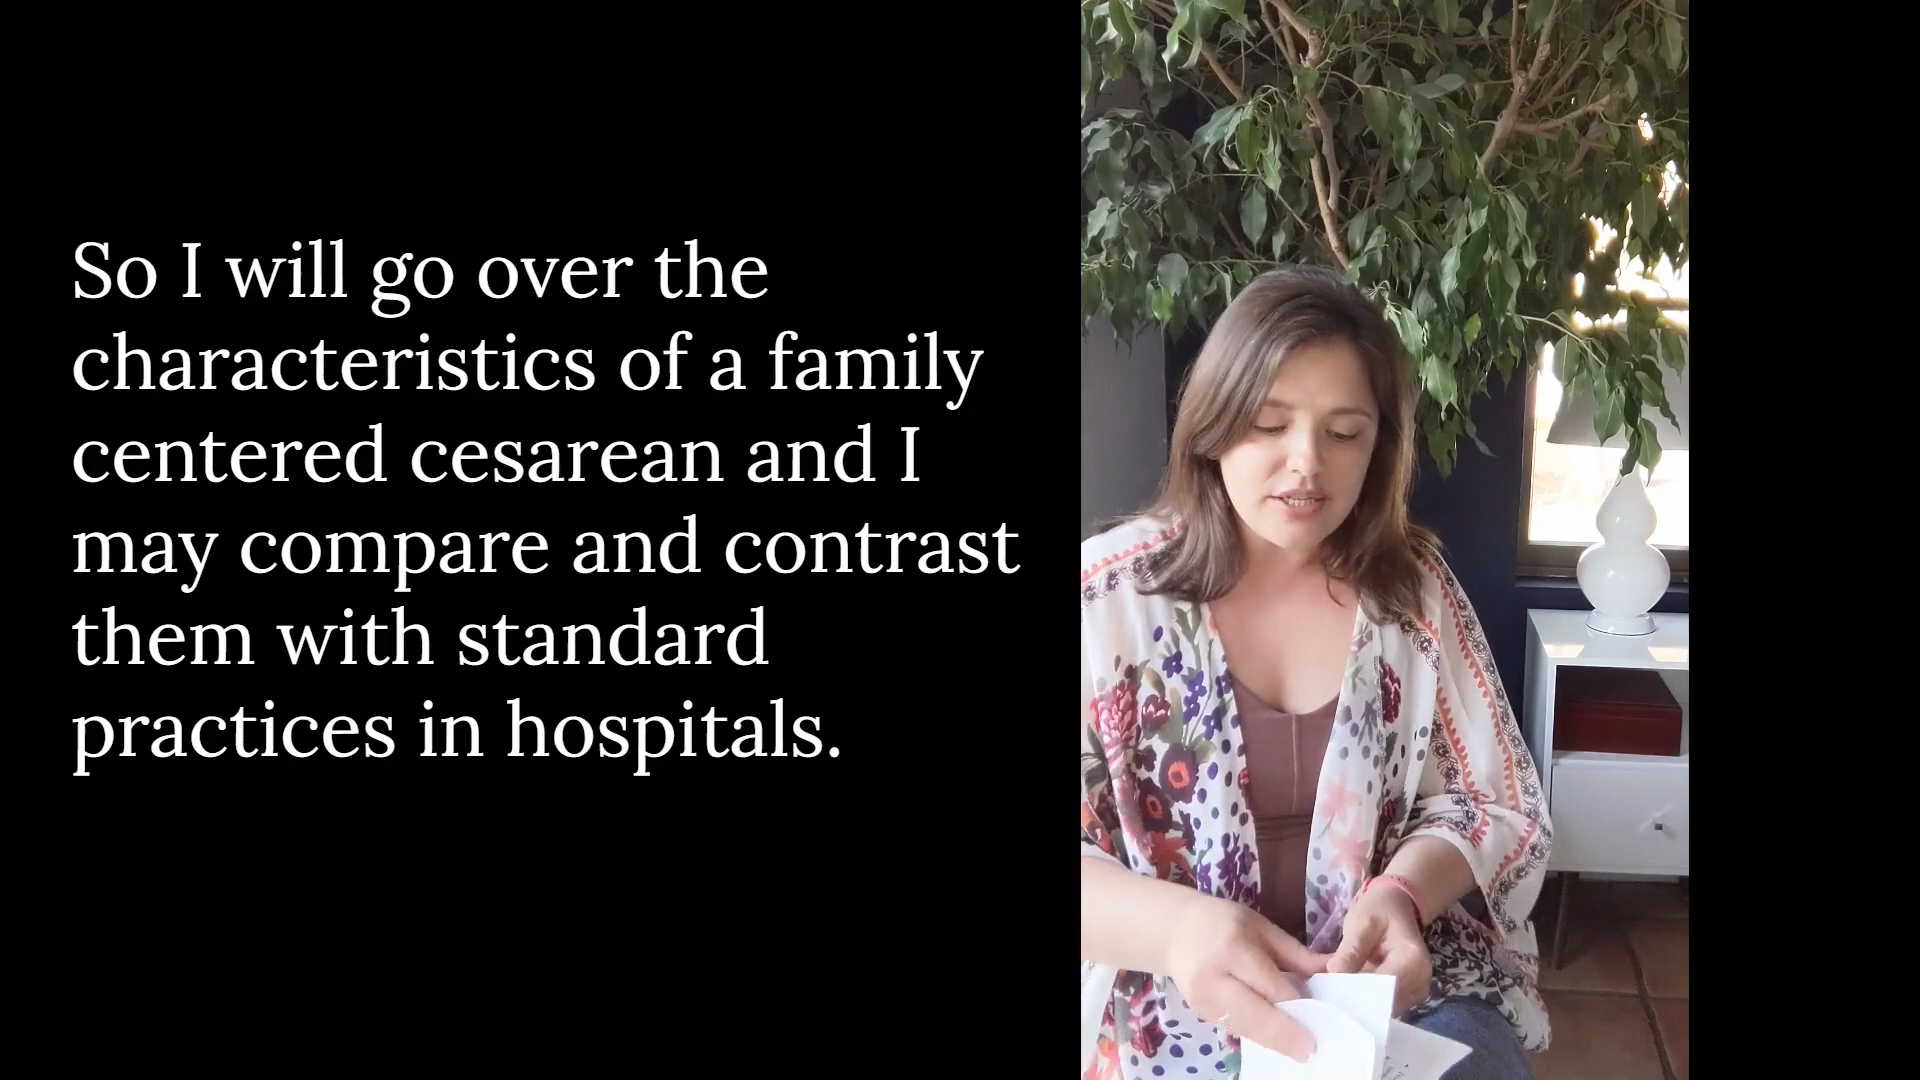 So I will go over the
characteristics of a family
centered cesarean and I
may compare and contrast
them with standard
practices in hospitals.